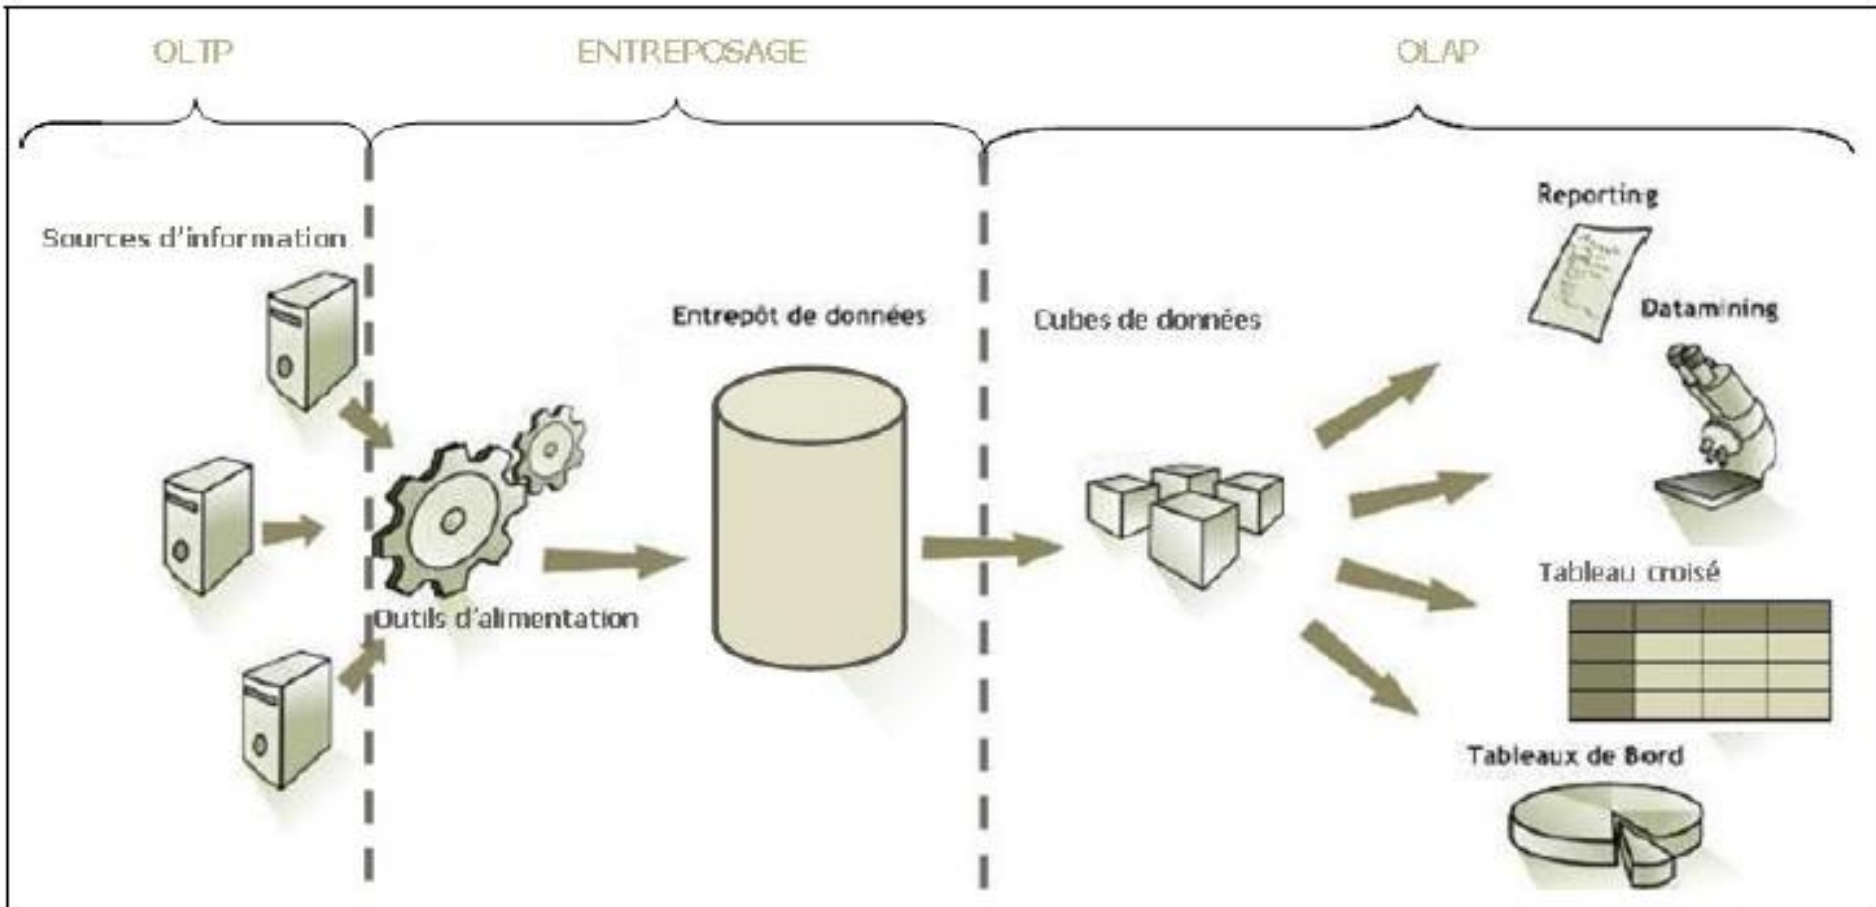 OLTP
ENTREPOSAGE
OLAP
Sources d'information
Outils d'alimentation
Entrepôt de données
Cubes de données
Reporting
Datamining
Tableau croisé
Tableaux de Bord